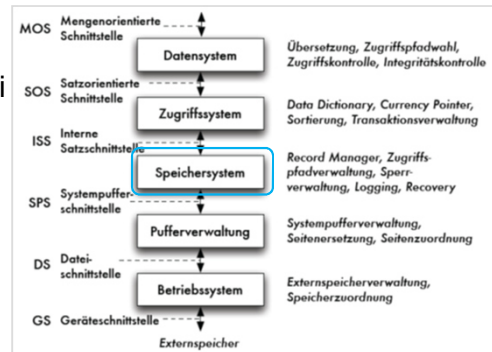 MOS Mengenorientierte
Schnittstelle
Datensystem
Übersetzung, Zugriffspfadwahl,
Zugriffskontrolle, Integritätskontrolle
i
SOS Satzorientierte
Schnittstelle
Zugriffssystem
Data Dictionary, Currency Pointer,
Sortierung, Transaktionsverwaltung
ISS Interne
Satzschnittstelle
Speichersystem
Record Manager, Zugriffs-
pfadverwaltung, Sperr-
verwaltung, Logging, Recovery
SPS Systempuffer-
schnittstelle
Pufferverwaltung
Systempufferverwaltung,
Seitenersetzung, Seitenzuordnung
DS Datei-
schnittstelle
Betriebssystem
Externspeicherverwaltung,
Speicherzuordnung
GS Geräteschnittstelle
Externspeicher